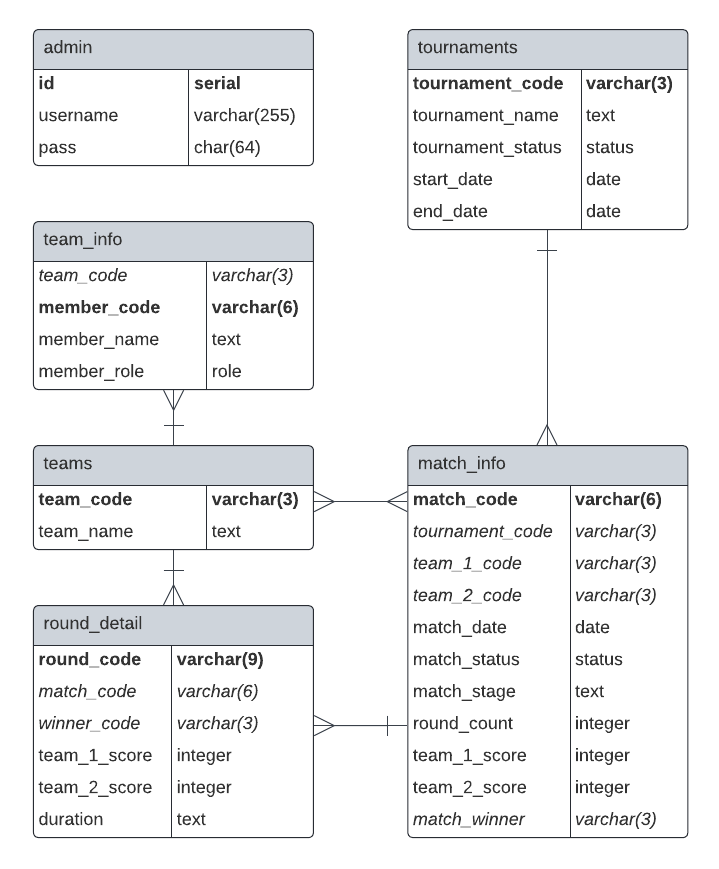 admin
id serial
username varchar(255)
pass char(64)
tournaments
tournament_code varchar(3)
tournament_name text
tournament_status status
start_date date
end_date date
team_info
team_code varchar(3)
member_code varchar(6)
member_name text
member_role role
teams
team_code varchar(3)
team_name text
match_info
match_code varchar(6)
tournament_code varchar(3)
team_1_code varchar(3)
team_2_code varchar(3)
match_date date
match_status status
match_stage text
round_count integer
team_1_score integer
team_2_score integer
match_winner varchar(3)
round_detail
round_code varchar(9)
match_code varchar(6)
winner_code varchar(3)
team_1_score integer
team_2_score integer
duration text